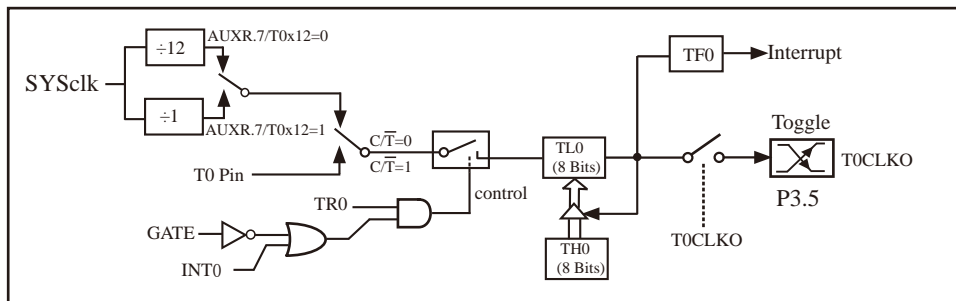 AUXR.7/T0x12=0
÷12
SYSclk
÷1
AUXR.7/T0x12=1
T0 Pin
C/T̅=0
C/T̅=1
TR0
GATE
INT0
control
TL0
(8 Bits)
TH0
(8 Bits)
TF0
Interrupt
Toggle
T0CLKO
P3.5
T0CLKO